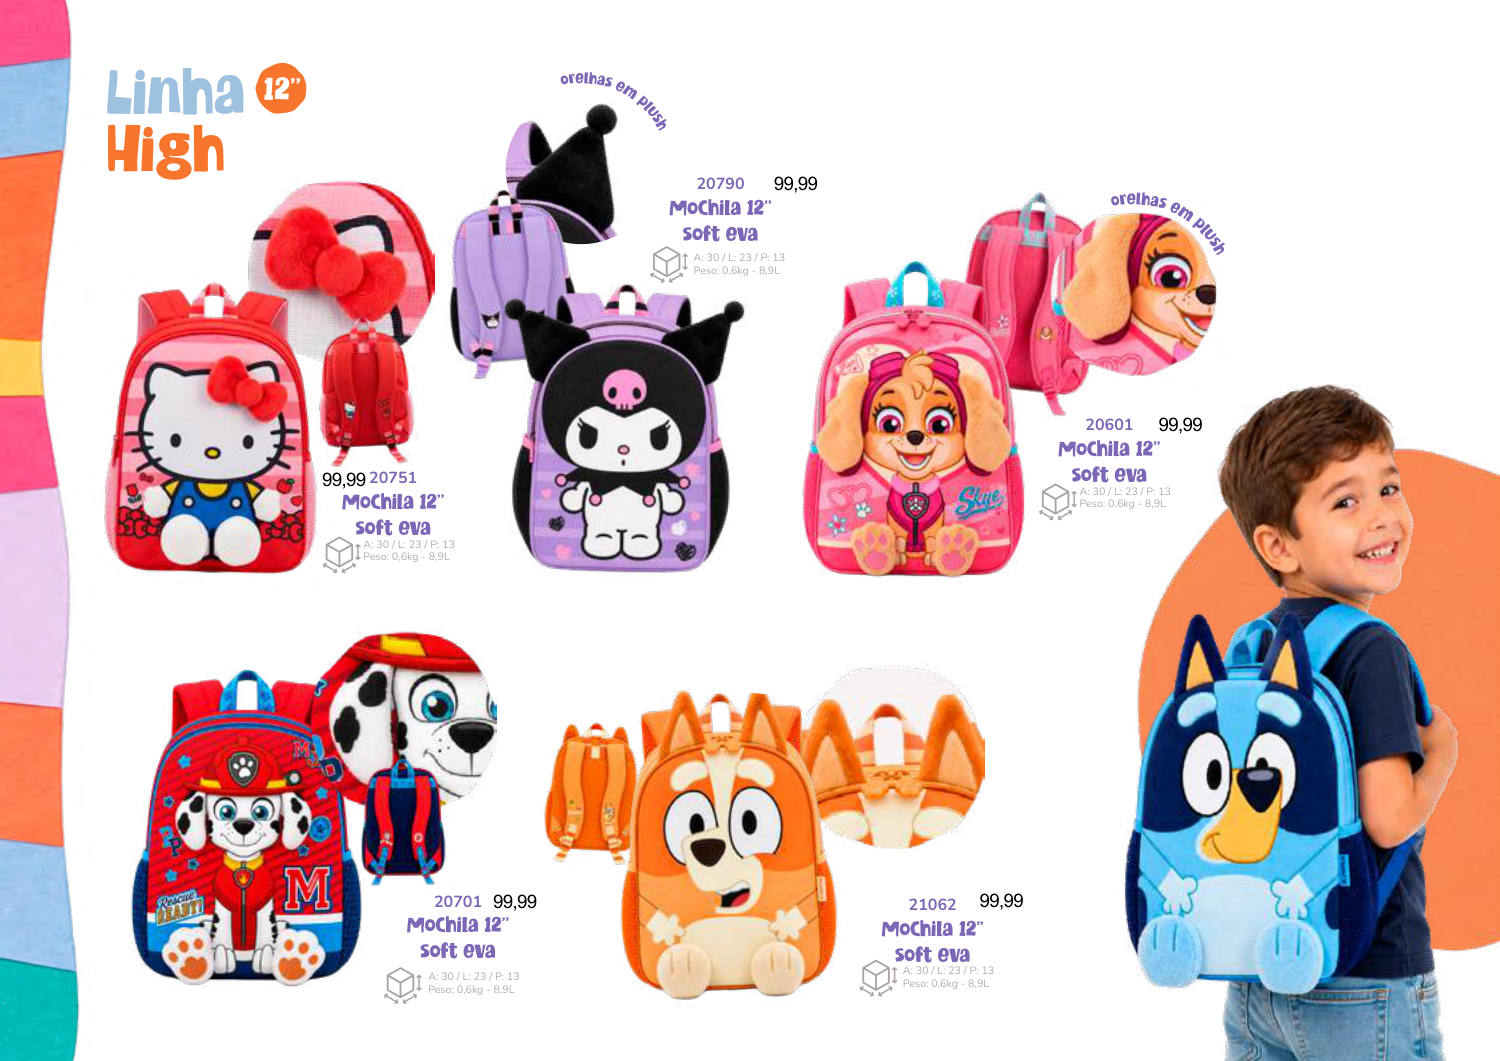 Linha 12”
High
orelhas em plush
20790 99,99
Mochila 12”
soft eva
A: 30 / L: 23 / P: 13
Peso: 0,6kg - 8,9L
orelhas em plush
20601 99,99
Mochila 12”
soft eva
A: 30 / L: 23 / P: 13
Peso: 0,6kg - 8,9L
Skye
99,99 20751
Mochila 12”
soft eva
A: 30 / L: 23 / P: 13
Peso: 0,6kg - 8,9L
M
P
Rescue
READY!
M
20701 99,99
Mochila 12”
soft eva
A: 30 / L: 23 / P: 13
Peso: 0,6kg - 8,9L
21062 99,99
Mochila 12”
soft eva
A: 30 / L: 23 / P: 13
Peso: 0,6kg - 8,9L